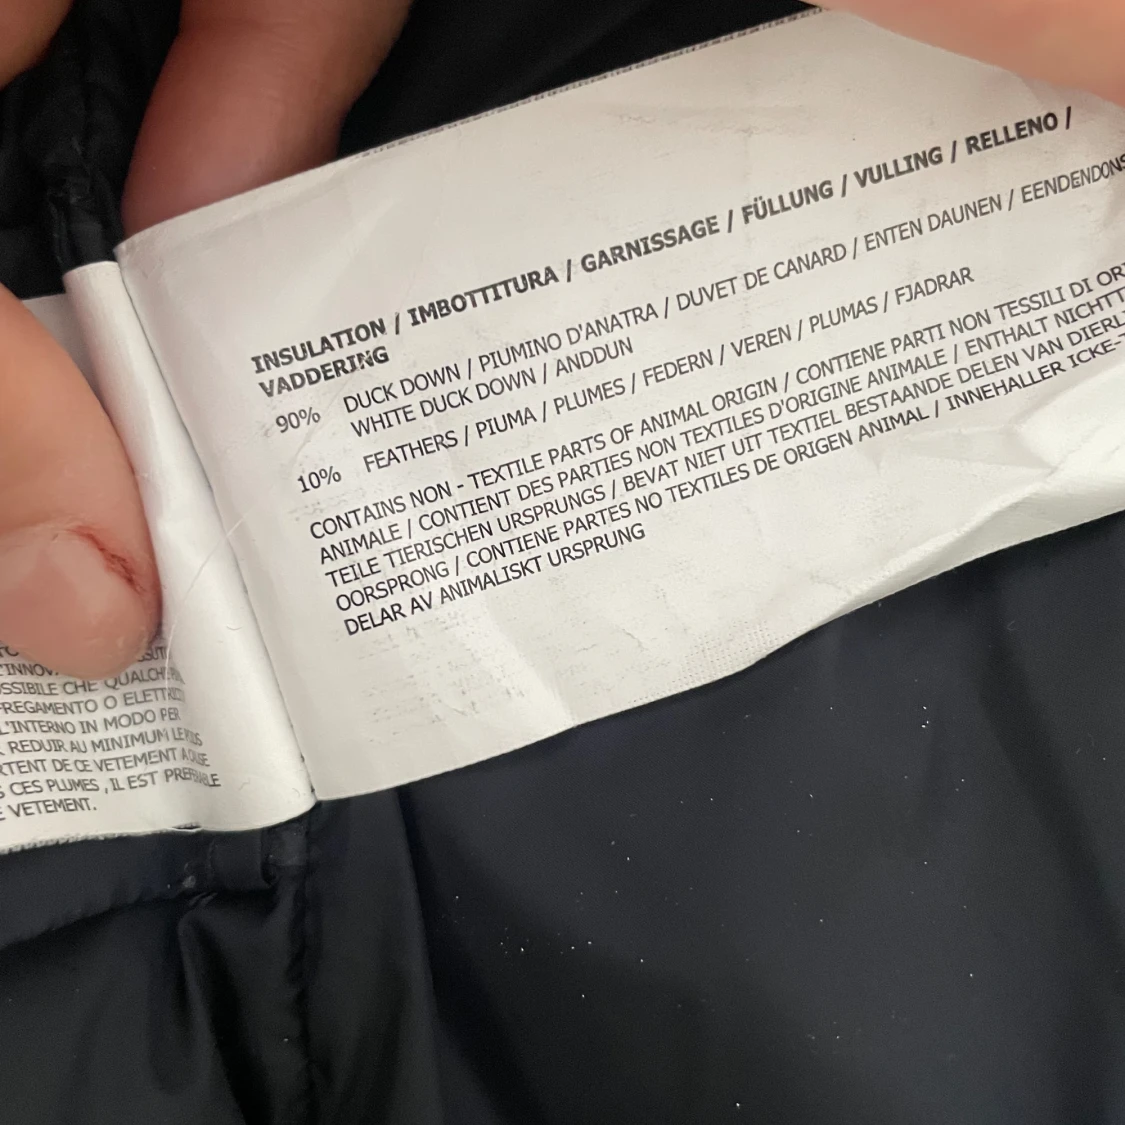 INSULATION / IMBOTTITURA / GARNISSAGE / FÜLLUNG / VULLING / RELLENO /
VADDERING
90% DUCK DOWN / PIUMINO D'ANATRA / DUVET DE CANARD / ENTEN DAUNEN / EENDENDONS
WHITE DUCK DOWN / ANDDUN
10% FEATHERS / PIUMA / PLUMES / FEDERN / VEREN / PLUMAS / FJADRAR
CONTAINS NON - TEXTILE PARTS OF ANIMAL ORIGIN / CONTIENE PARTI NON TESSILI DI
ANIMALE / CONTIENT DES PARTIES NON TEXTILES D'ORIGINE ANIMALE / ENTHALT NICHT
TEILE TIERISCHEN URSPRUNGS / BEVAT NIET UIT TEXTIEL BESTAANDE DELEN VAN
OORSPRONG / CONTIENE PARTES NO TEXTILES DE ORIGEN ANIMAL / INNEHALLER ICKE-
DELAR AV ANIMALISKT URSPRUNG
CHE QUALCHE
O
L'INTERNO IN MODO PER
REDUIR AU MINIMUM LE
DE CE VETEMENT
CES PLUMES, IL EST PREFERABLE
VETEMENT.